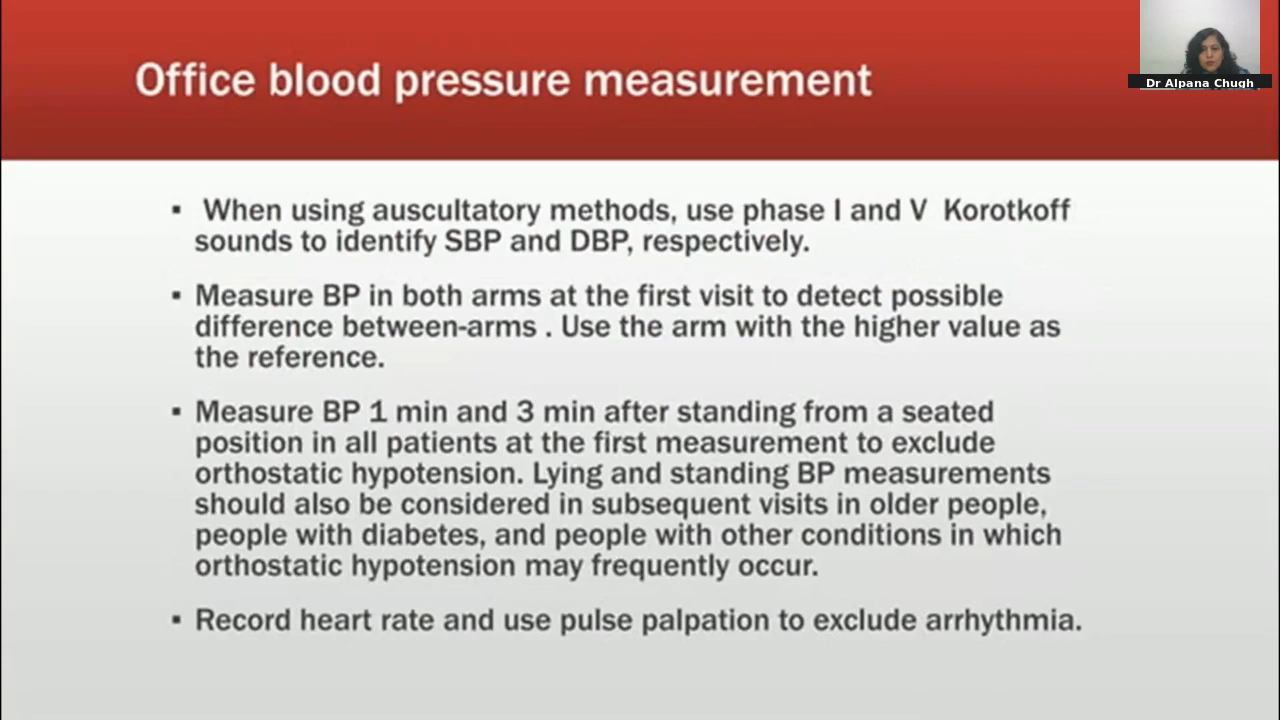 Office blood pressure measurement
Dr Alpana Chugh
▪ When using auscultatory methods, use phase I and V Korotkoff
sounds to identify SBP and DBP, respectively.
▪ Measure BP in both arms at the first visit to detect possible
difference between-arms . Use the arm with the higher value as
the reference.
▪ Measure BP 1 min and 3 min after standing from a seated
position in all patients at the first measurement to exclude
orthostatic hypotension. Lying and standing BP measurements
should also be considered in subsequent visits in older people,
people with diabetes, and people with other conditions in which
orthostatic hypotension may frequently occur.
▪ Record heart rate and use pulse palpation to exclude arrhythmia.